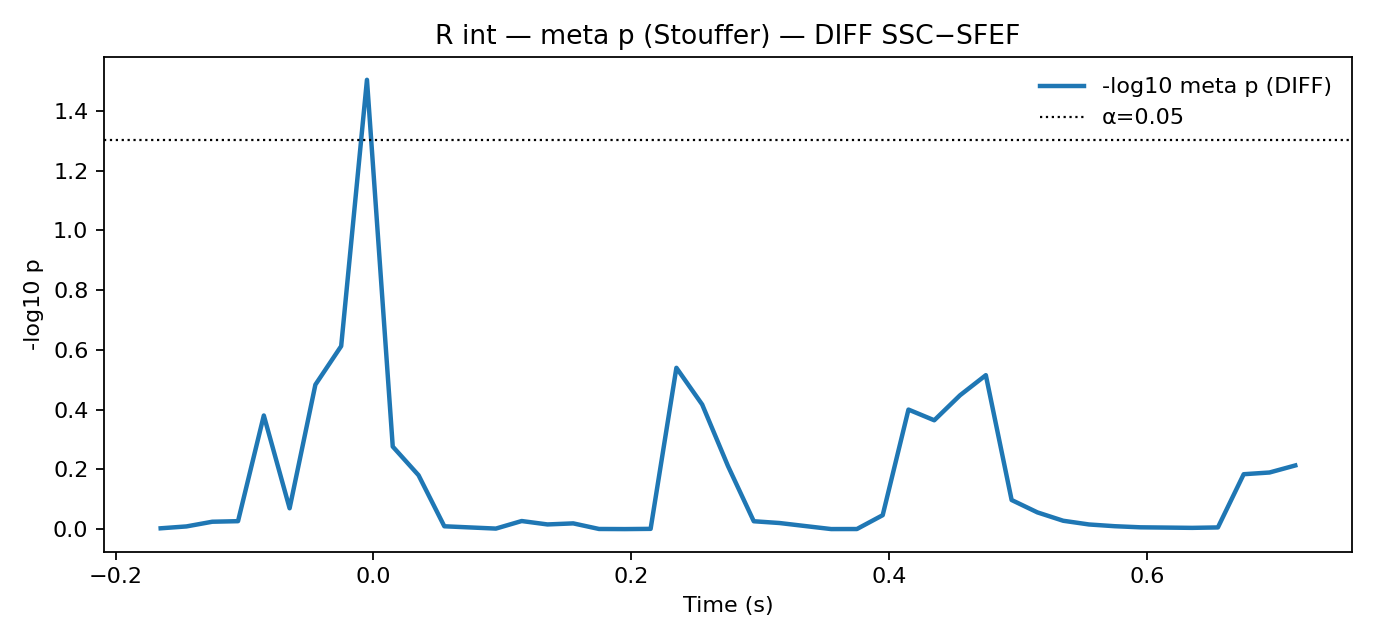 R int — meta p (Stouffer) — DIFF SSC−SFEF
-log10 meta p (DIFF)
α=0.05
-log10 p
1.4
1.2
1.0
0.8
0.6
0.4
0.2
0.0
−0.2 0.0 0.2 0.4 0.6
Time (s)